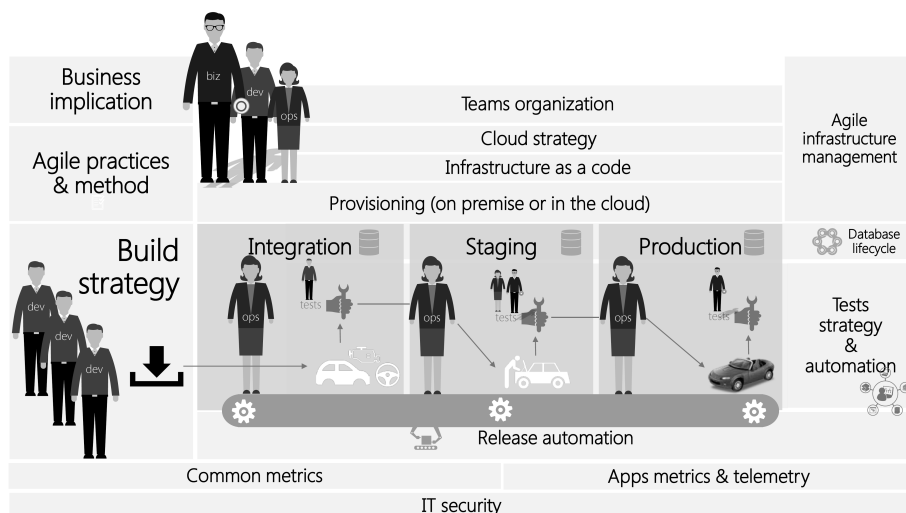 Business
implication
biz
dev
ops
Teams organization
Cloud strategy
Agile practices
& method
Infrastructure as a code
Provisioning (on premise or in the cloud)
Agile
infrastructure
management
Build
strategy
Integration
Staging
Production
Database
lifecycle
dev
dev
dev
ops
tests
ops
tests
ops
tests
Tests
strategy
&
automation
Release automation
Common metrics
Apps metrics & telemetry
IT security